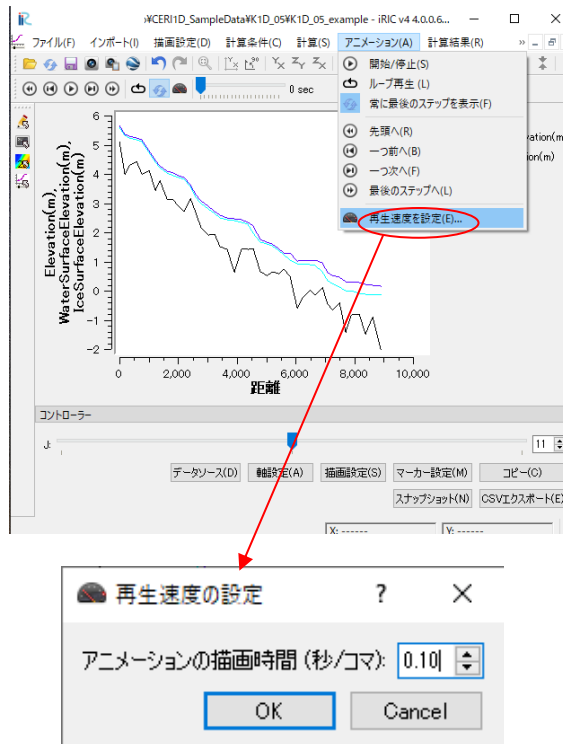 ¥CERI1D_SampleData¥K1D_05¥K1D_05_example - iRIC v4 4.0.0.6...
ファイル(F) インポート(I) 描画設定(D) 計算条件(C) 計算(S) アニメーション(A) 計算結果(R)
0 sec
開始/停止(S)
ループ再生 (L)
常に最後のステップを表示(F)
先頭へ(R)
一つ前へ(B)
一つ次へ(F)
最後のステップへ(L)
再生速度を設定(E)...
Elevation(m),
WaterSurfaceElevation(m),
IceSurfaceElevation(m)
6
5
4
3
2
1
0
-1
-2
0 2,000 4,000 6,000 8,000 10,000
距離
vation(m
ion(m)
コントローラー
J: 11
データソース(D) 軸設定(A) 描画設定(S) マーカー設定(M) コピー(C)
スナップショット(N) CSVエクスポート(E)
X: ------ Y: ------
再生速度の設定 ?
アニメーションの描画時間 (秒/コマ): 0.10
OK Cancel